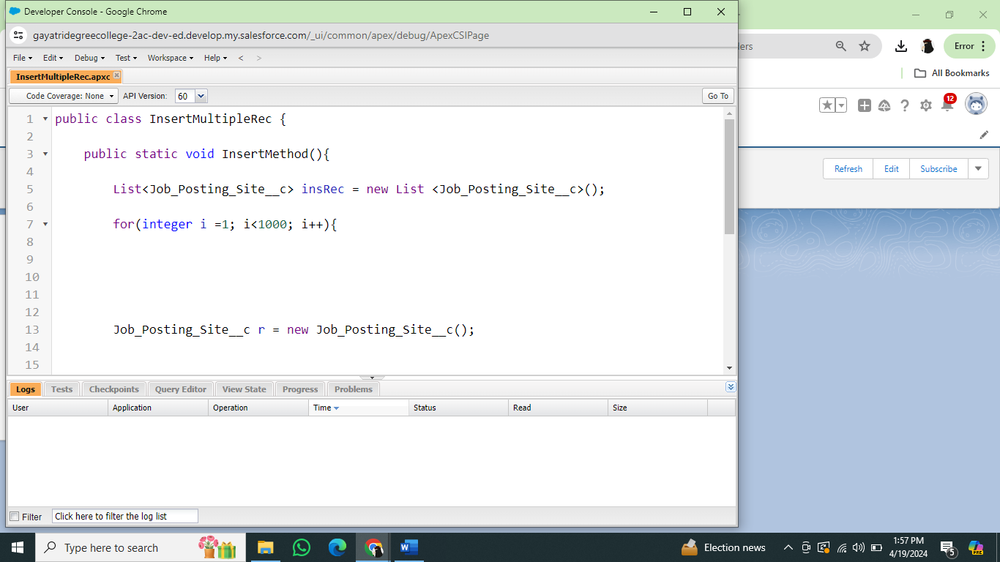 Developer Console - Google Chrome
gayatridegreecollege-2ac-dev-ed.develop.my.salesforce.com/_ui/common/apex/debug/ApexCSIPage
ers
Error
All Bookmarks
File Edit Debug Test Workspace Help < >
InsertMultipleRec.apxc
Code Coverage: None API Version: 60 Go To
12
1 public class InsertMultipleRec {
2
3 public static void InsertMethod(){
4
5 List<Job_Posting_Site__c> insRec = new List <Job_Posting_Site__c>();
6
7 for(integer i =1; i<1000; i++){
8
9
10
11
12
13 Job_Posting_Site__c r = new Job_Posting_Site__c();
14
15
Refresh Edit Subscribe
Logs Tests Checkpoints Query Editor View State Progress Problems
User Application Operation Time Status Read Size
Filter Click here to filter the log list
Type here to search
Election news
1:57 PM
4/19/2024
5
PRE